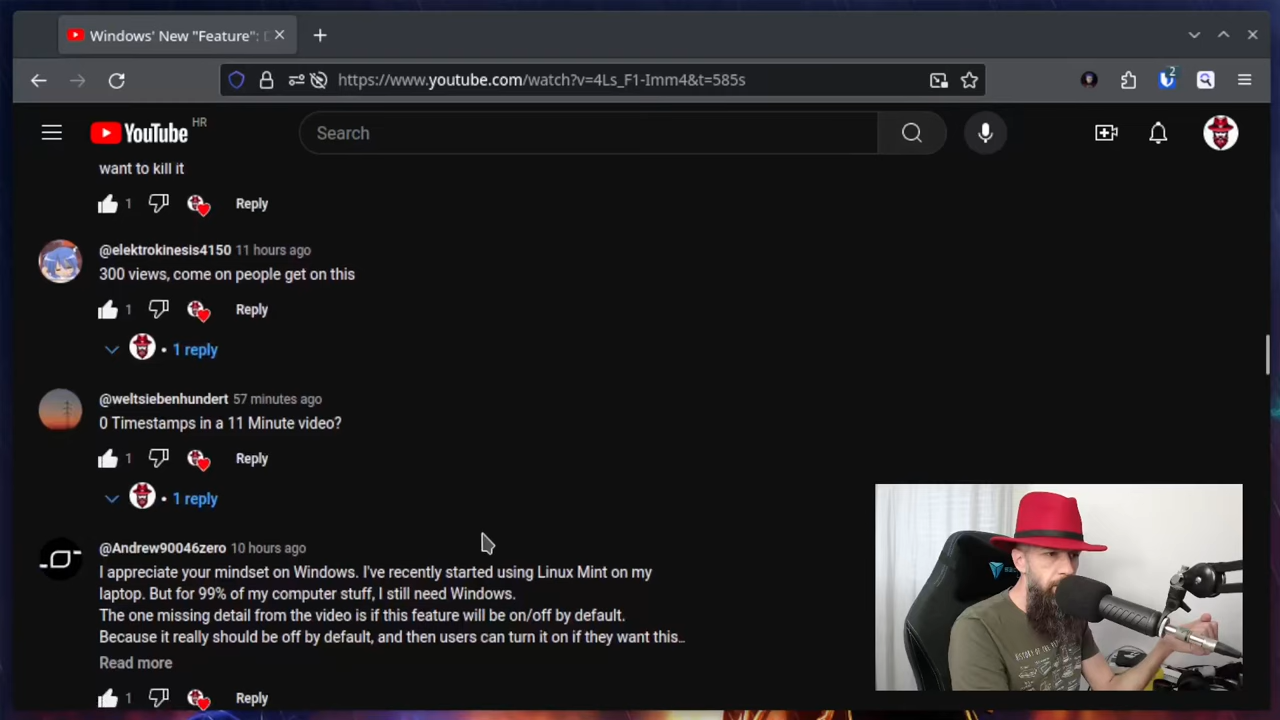 Windows' New "Feature":
https://www.youtube.com/watch?v=4Ls_F1-Imm4&t=585s
2
YouTube HR
Search
want to kill it
1
Reply
@elektrokinesis4150 11 hours ago
300 views, come on people get on this
1
Reply
• 1 reply
@weltsiebenhundert 57 minutes ago
0 Timestamps in a 11 Minute video?
1
Reply
• 1 reply
@Andrew90046zero 10 hours ago
I appreciate your mindset on Windows. I've recently started using Linux Mint on my
laptop. But for 99% of my computer stuff, I still need Windows.
The one missing detail from the video is if this feature will be on/off by default.
Because it really should be off by default, and then users can turn it on if they want this..
Read more
1
Reply